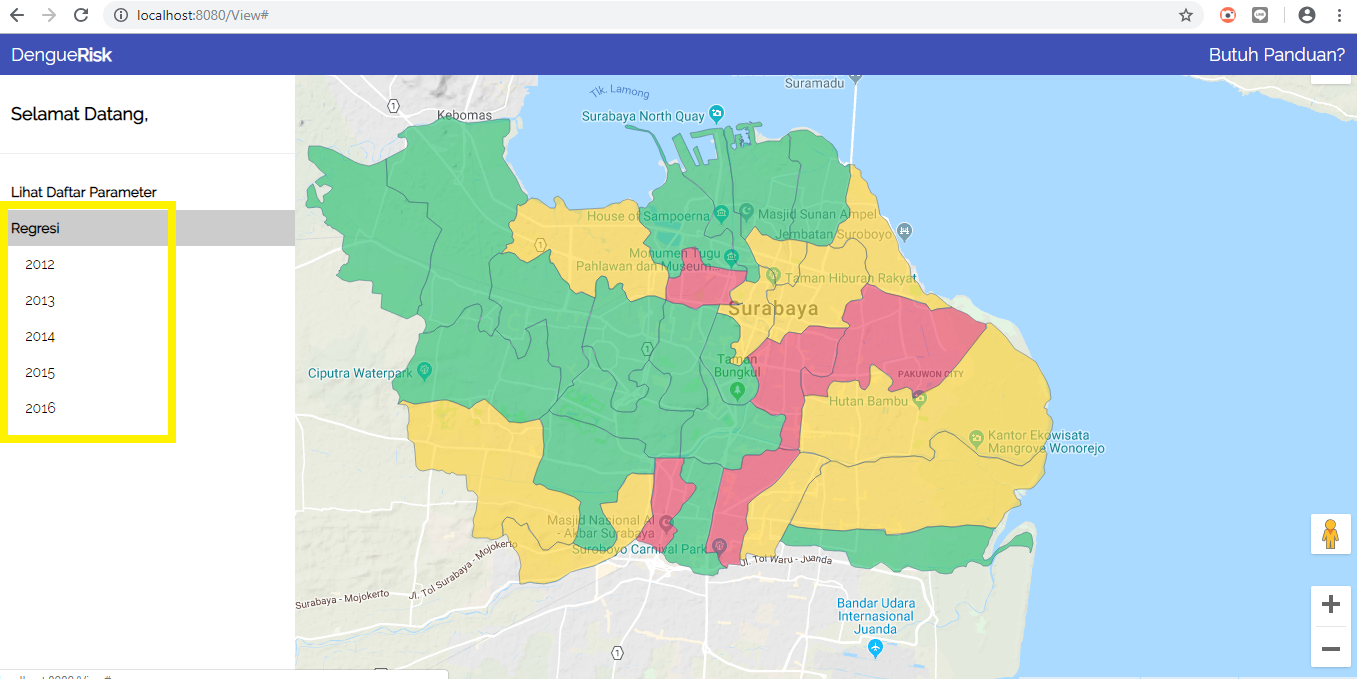 localhost:8080/View#
DengueRisk
Butuh Panduan?
Selamat Datang,
Lihat Daftar Parameter
Regresi
2012
2013
2014
2015
2016
Suramadu
Tlk. Lamong
1
Kebomas
Surabaya North Quay
House of Sampoerna
Masjid Sunan Ampel
Jembatan Suroboyo
1
Monumen Tugu
Pahlawan dan Museum...
Taman Hiburan Rakyat
Surabaya
1
Taman
Bungkul
Ciputra Waterpark
PAKUWON CITY
Hutan Bambu
Kantor Ekowisata
Mangrove Wonorejo
Masjid Nasional Al
- Akbar Surabaya
Suroboyo Carnival Park
Jl. Tol Waru - Juanda
Jl. Tol Surabaya - Mojokerto
Surabaya - Mojokerto
Bandar Udara
Internasional
Juanda
1